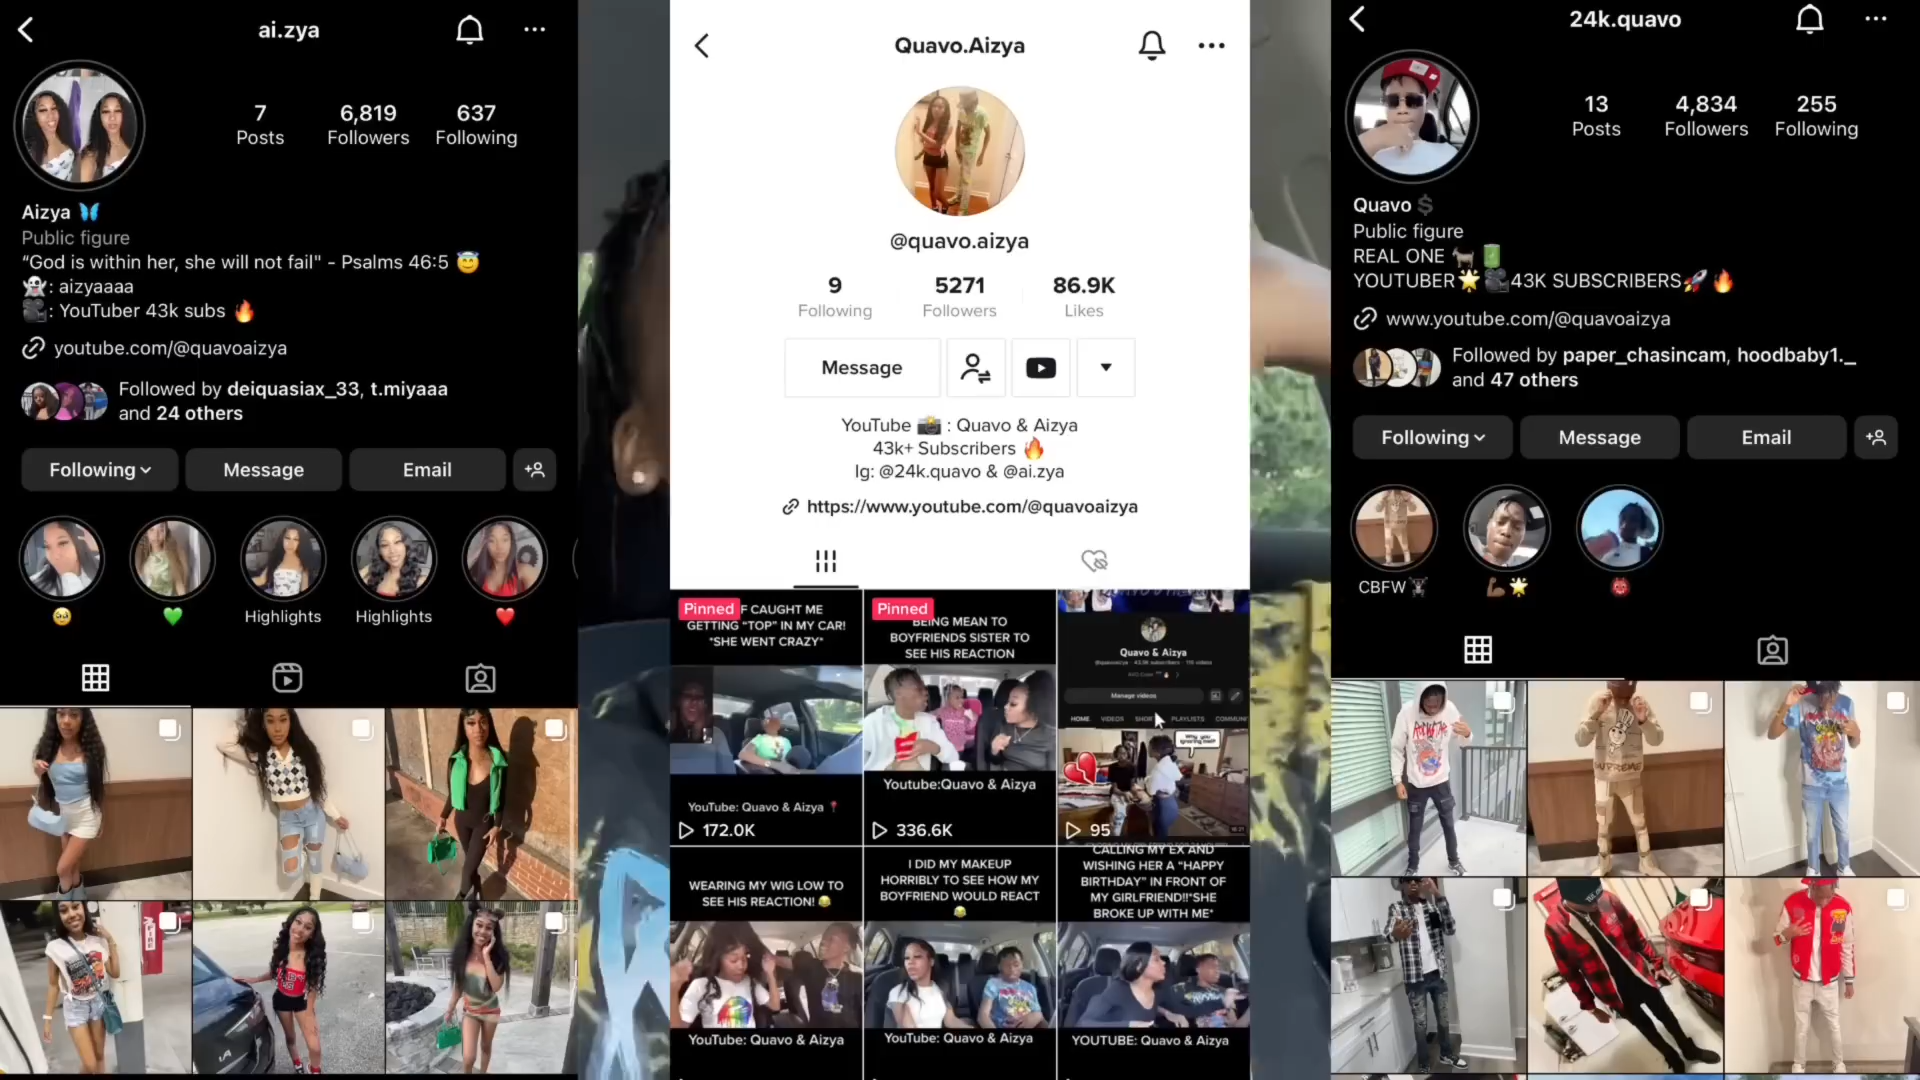 ai.zya
7
6,819
637
Posts
Followers
Following
Aizya 🦋
Public figure
“God is within her, she will not fail" - Psalms 46:5 😇
👻: aizyaaaa
🎥: YouTuber 43k subs 🔥
youtube.com/@quavoaizya
Followed by deiquasiax_33, t.miyaaa
and 24 others
Following
Message
Email
🥹
💚
Highlights
Highlights
❤️
Quavo.Aizya
@quavo.aizya
9
5271
86.9K
Following
Followers
Likes
Message
YouTube 📸 : Quavo & Aizya
43k+ Subscribers 🔥
Ig: @24k.quavo & @ai.zya
https://www.youtube.com/@quavoaizya
Pinned
F CAUGHT ME
GETTING “TOP” IN MY CAR!
*SHE WENT CRAZY*
YouTube: Quavo & Aizya 📍
172.0K
Pinned
BEING MEAN TO
BOYFRIENDS SISTER TO
SEE HIS REACTION
Youtube:Quavo & Aizya
336.6K
Quavo & Aizya
Manage videos
HOME VIDEOS PLAYLISTS
Why you
ignoring me?
95
WEARING MY WIG LOW TO
SEE HIS REACTION! 😂
YouTube: Quavo & Aizya
I DID MY MAKEUP
HORRIBLY TO SEE HOW MY
BOYFRIEND WOULD REACT
😂
YouTube: Quavo & Aizya
CALLING MY EX AND
WISHING HER A “HAPPY
BIRTHDAY” IN FRONT OF
MY GIRLFRIEND!!*SHE
BROKE UP WITH ME*
YOUTUBE: Quavo & Aizya
24k.quavo
13
4,834
255
Posts
Followers
Following
Quavo 💲
Public figure
REAL ONE 🐐🔋
YOUTUBER🌟🎥43K SUBSCRIBERS🚀🔥
www.youtube.com/@quavoaizya
Followed by paper_chasincam, hoodbaby1._
and 47 others
Following
Message
Email
CBFW☠️
💪🏾🌟
👹